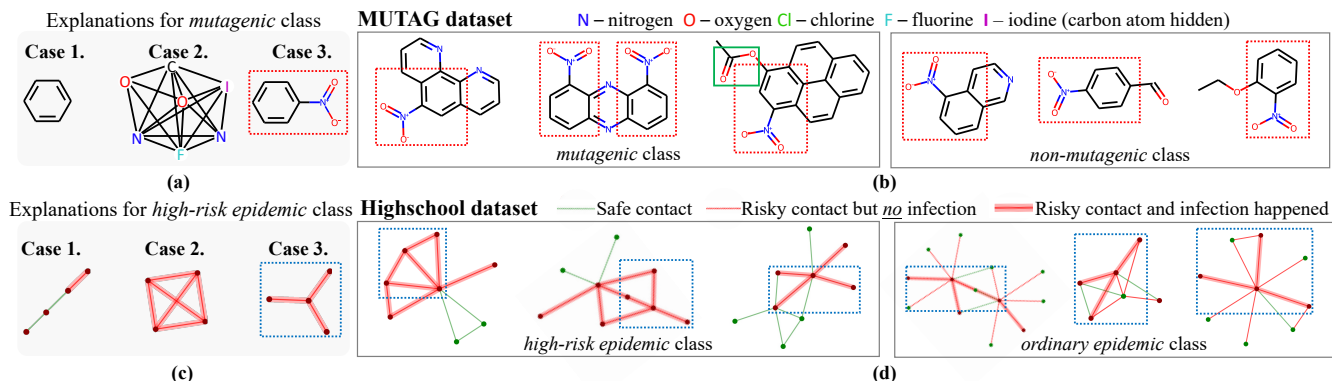 Explanations for mutagenic class
Case 1. Case 2. Case 3.
C
O
I
O
N
N
F
N⁺
O
O⁻
(a)
MUTAG dataset
N – nitrogen O – oxygen Cl – chlorine F – fluorine I – iodine (carbon atom hidden)
N
N
N⁺
O
O⁻
O
N⁺
O⁻
O⁻
N⁺
O
N
N
O
O
O⁻
N⁺
O
mutagenic class
O
N⁺
O⁻
N
O⁻
N⁺
O
O
O
N⁺
O
O⁻
non-mutagenic class
(b)
Explanations for high-risk epidemic class
Case 1. Case 2. Case 3.
(c)
Highschool dataset
Safe contact Risky contact but no infection Risky contact and infection happened
high-risk epidemic class
ordinary epidemic class
(d)